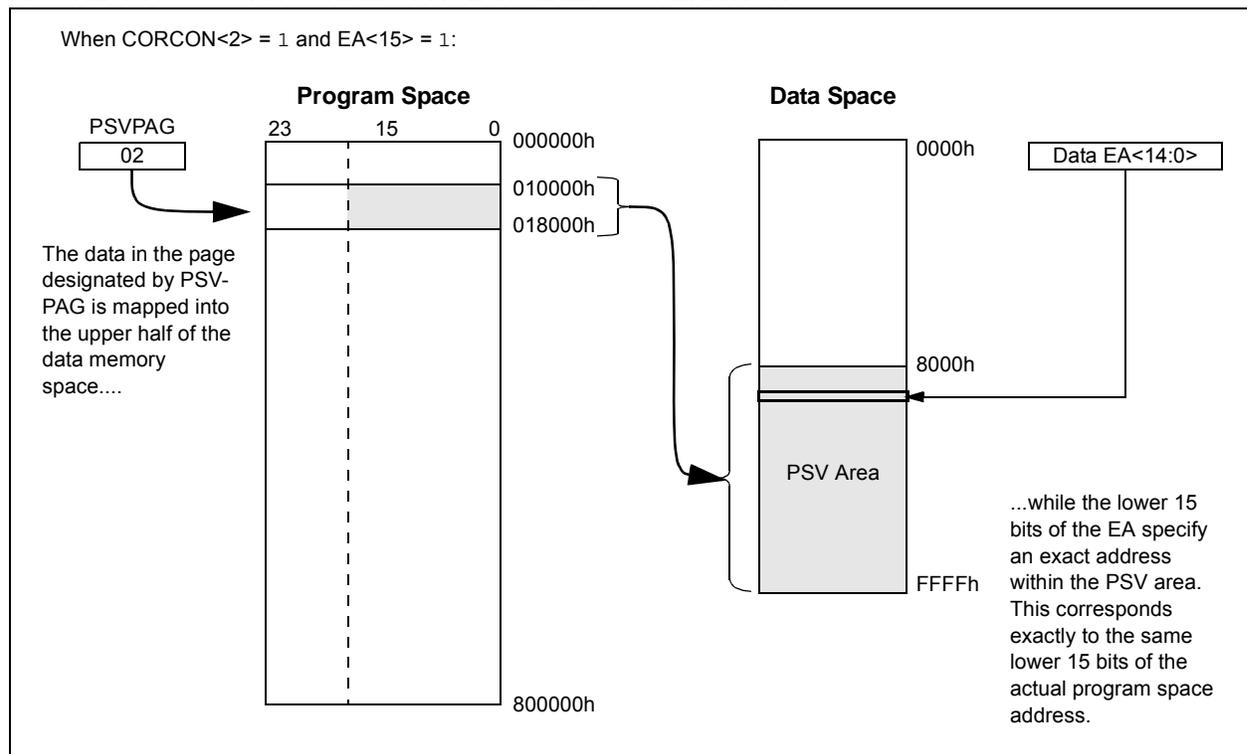 When CORCON<2> = 1 and EA<15> = 1:
Program Space
Data Space
PSVPAG
02
23
15
0
000000h
010000h
018000h
800000h
The data in the page
designated by PSV-
PAG is mapped into
the upper half of the
data memory
space....
0000h
8000h
PSV Area
FFFFh
Data EA<14:0>
...while the lower 15
bits of the EA specify
an exact address
within the PSV area.
This corresponds
exactly to the same
lower 15 bits of the
actual program space
address.